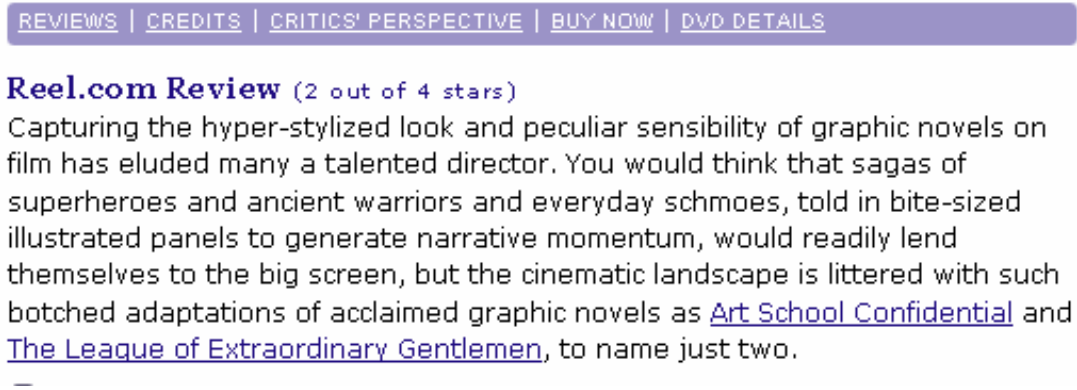 REVIEWS | CREDITS | CRITICS' PERSPECTIVE | BUY NOW | DVD DETAILS
Reel.com Review (2 out of 4 stars)
Capturing the hyper-stylized look and peculiar sensibility of graphic novels on
film has eluded many a talented director. You would think that sagas of
superheroes and ancient warriors and everyday schmoes, told in bite-sized
illustrated panels to generate narrative momentum, would readily lend
themselves to the big screen, but the cinematic landscape is littered with such
botched adaptations of acclaimed graphic novels as Art School Confidential and
The League of Extraordinary Gentlemen, to name just two.